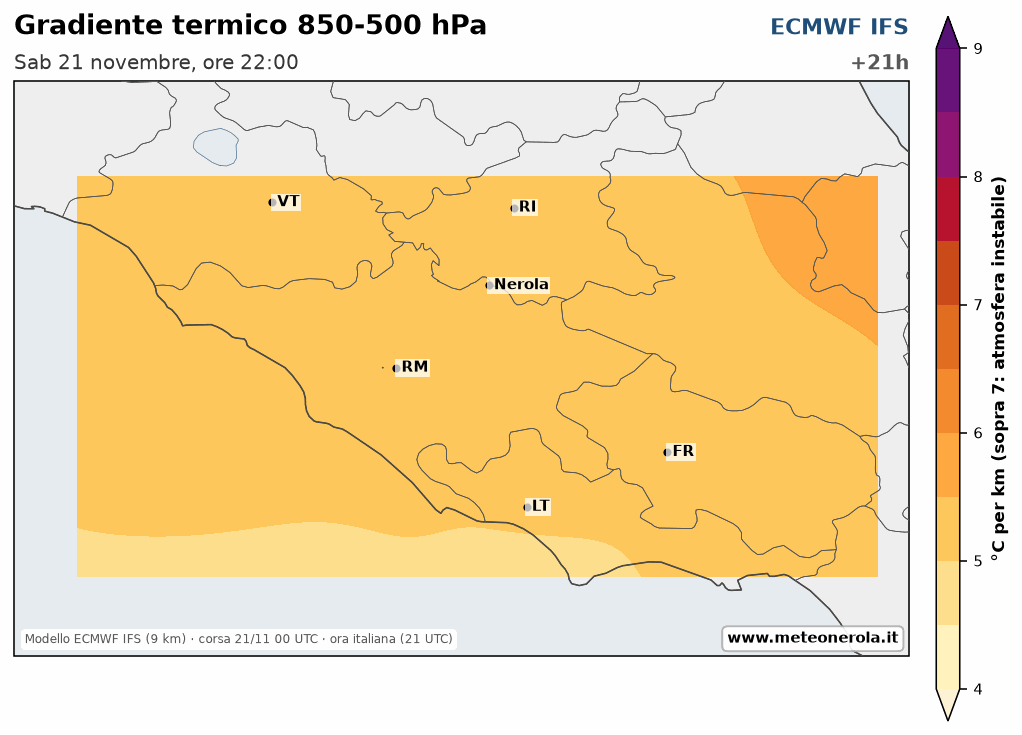 Gradiente termico 850-500 hPa
ECMWF IFS
Sab 21 novembre, ore 22:00
+21h
VT
RI
Nerola
RM
FR
LT
Modello ECMWF IFS (9 km) · corsa 21/11 00 UTC · ora italiana (21 UTC)
www.meteonerola.it
9
8
7
6
5
4
°C per km (sopra 7: atmosfera instabile)